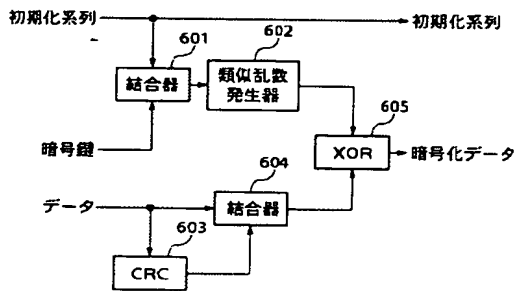 初期化系列
初期化系列
601
602
結合器
類似乱数
発生器
605
暗号鍵
XOR
暗号化データ
604
データ
結合器
603
CRC